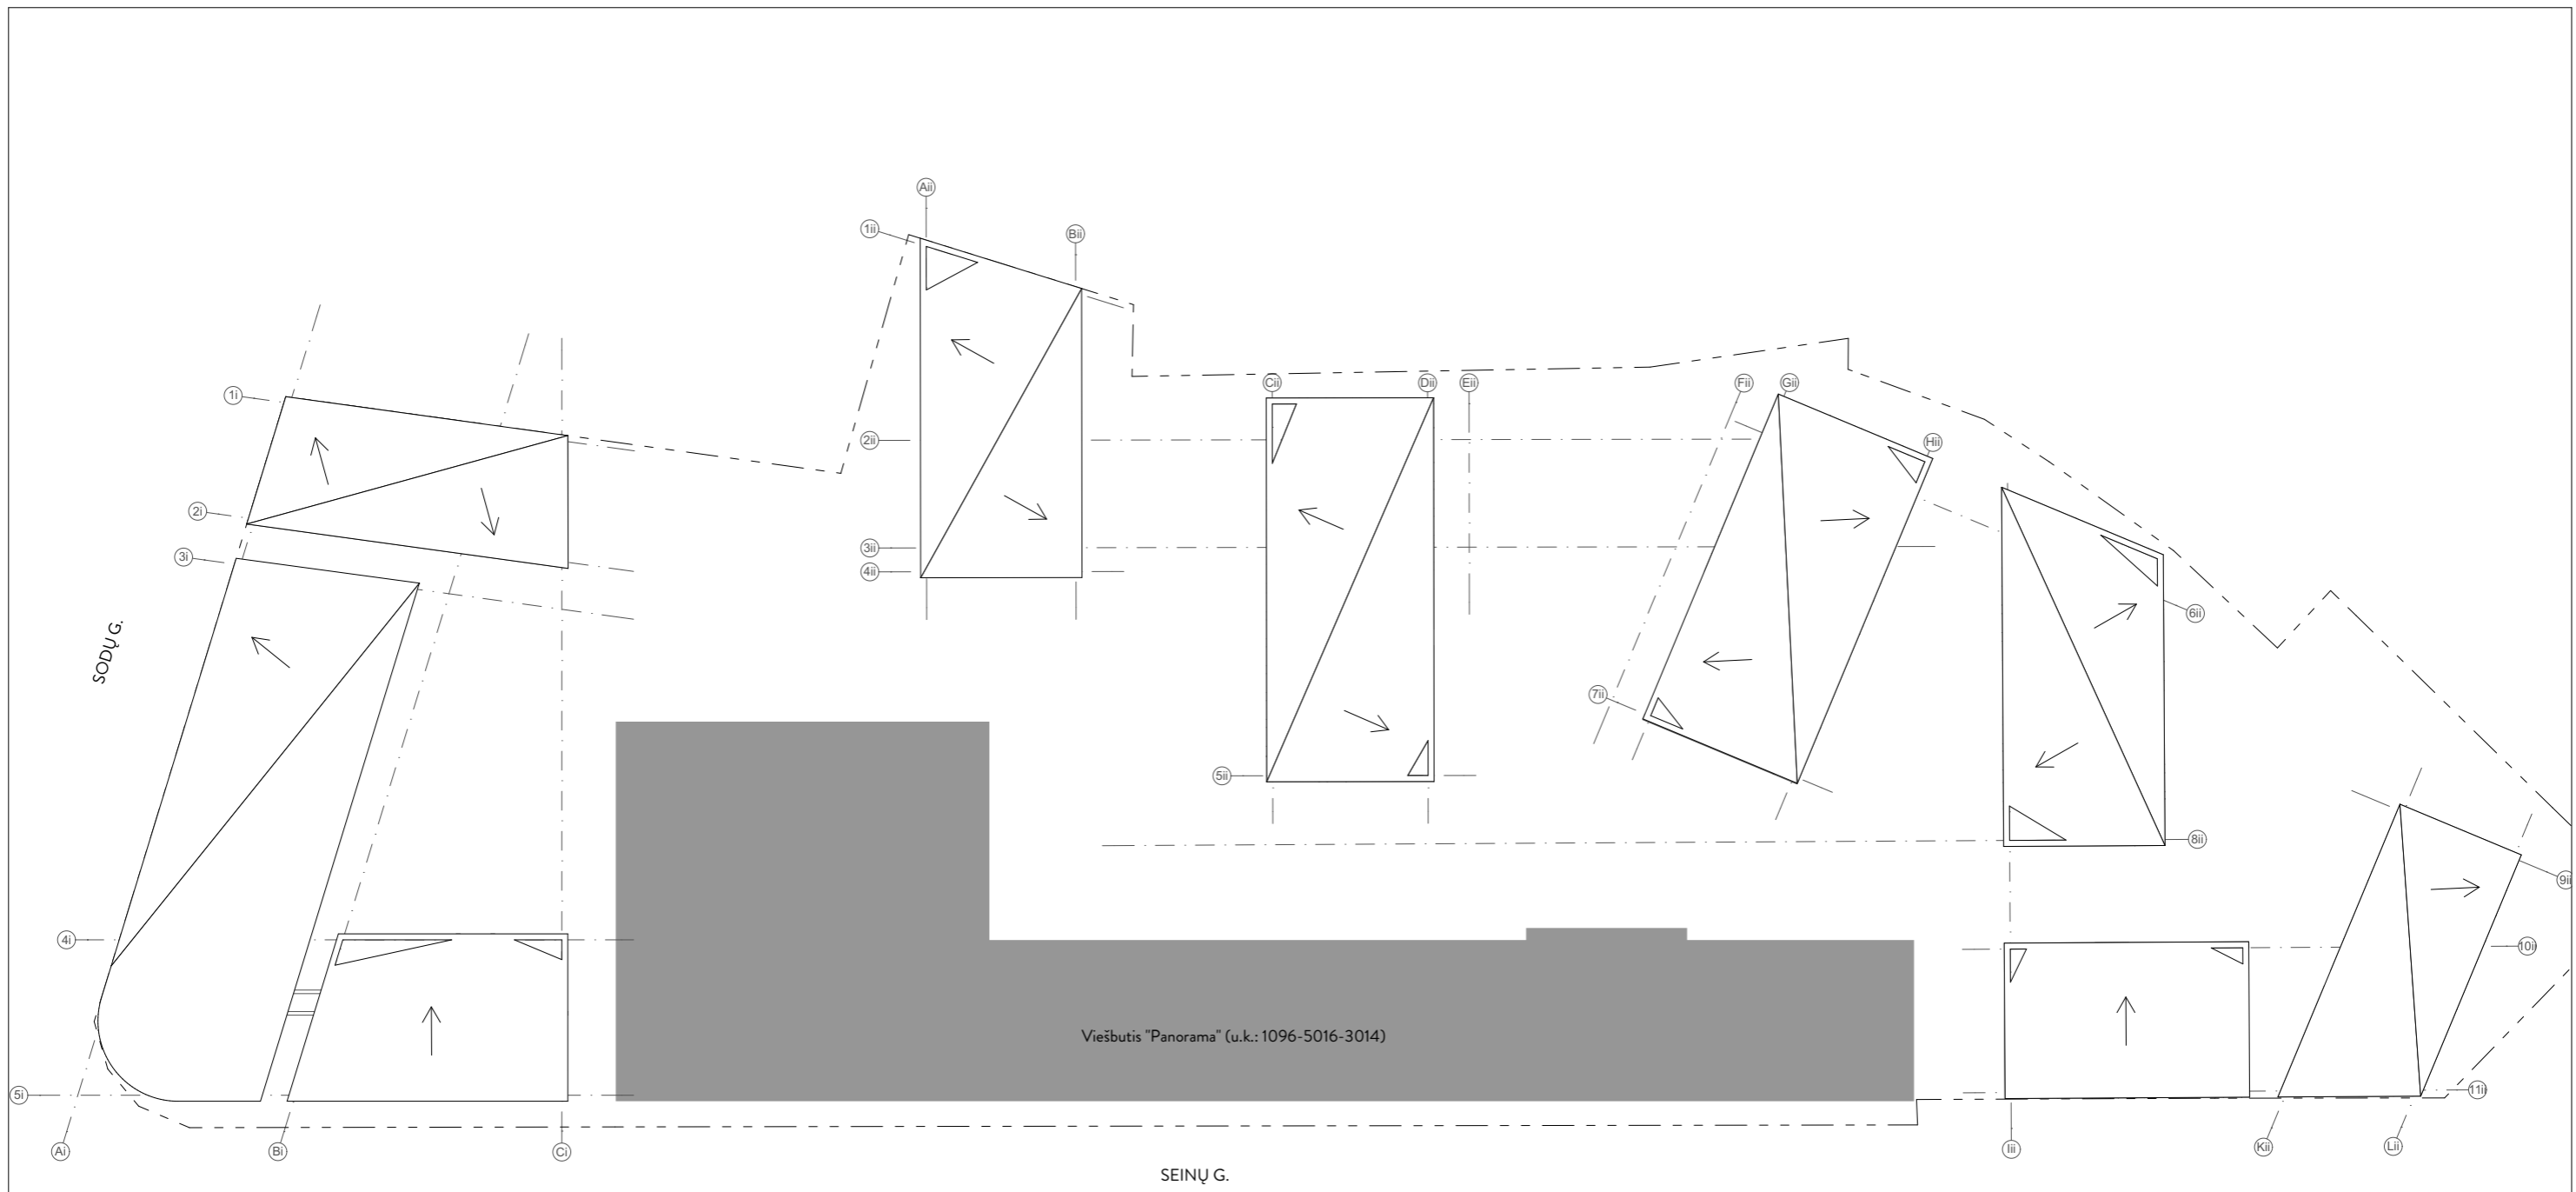 Aii
1ii
Bii
Cii
Dii
Eii
Fii
Gii
1i
2ii
Hii
2i
3ii
3i
4ii
6ii
SODŲ G.
7ii
5ii
8ii
9ii
4i
10ii
Viešbutis "Panorama" (u.k.: 1096-5016-3014)
11ii
5i
Ai
Bi
Ci
Iii
Kii
Lii
SEINŲ G.